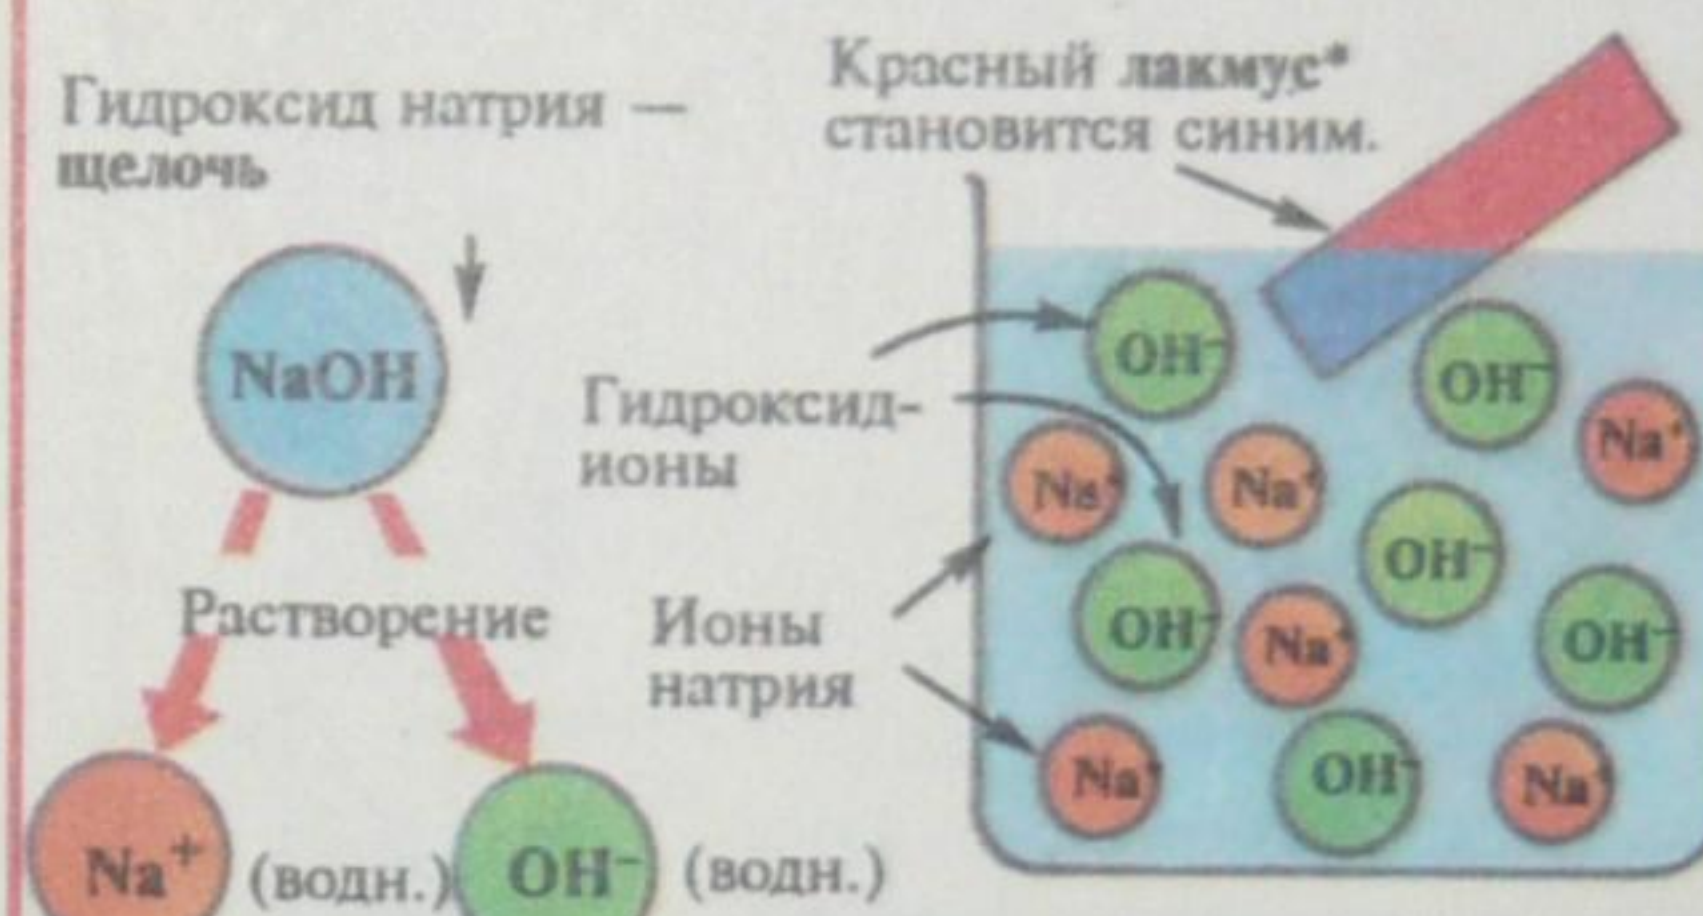 Гидроксид натрия —
щелочь
NaOH
Растворение
Na⁺ (водн.) OH⁻ (водн.)
Красный лакмус*
становится синим.
Гидроксид-
ионы
Ионы
натрия
OH⁻
OH⁻
Na⁺
Na⁺
Na⁺
OH⁻
OH⁻
Na⁺
OH⁻
Na⁺
OH⁻
Na⁺